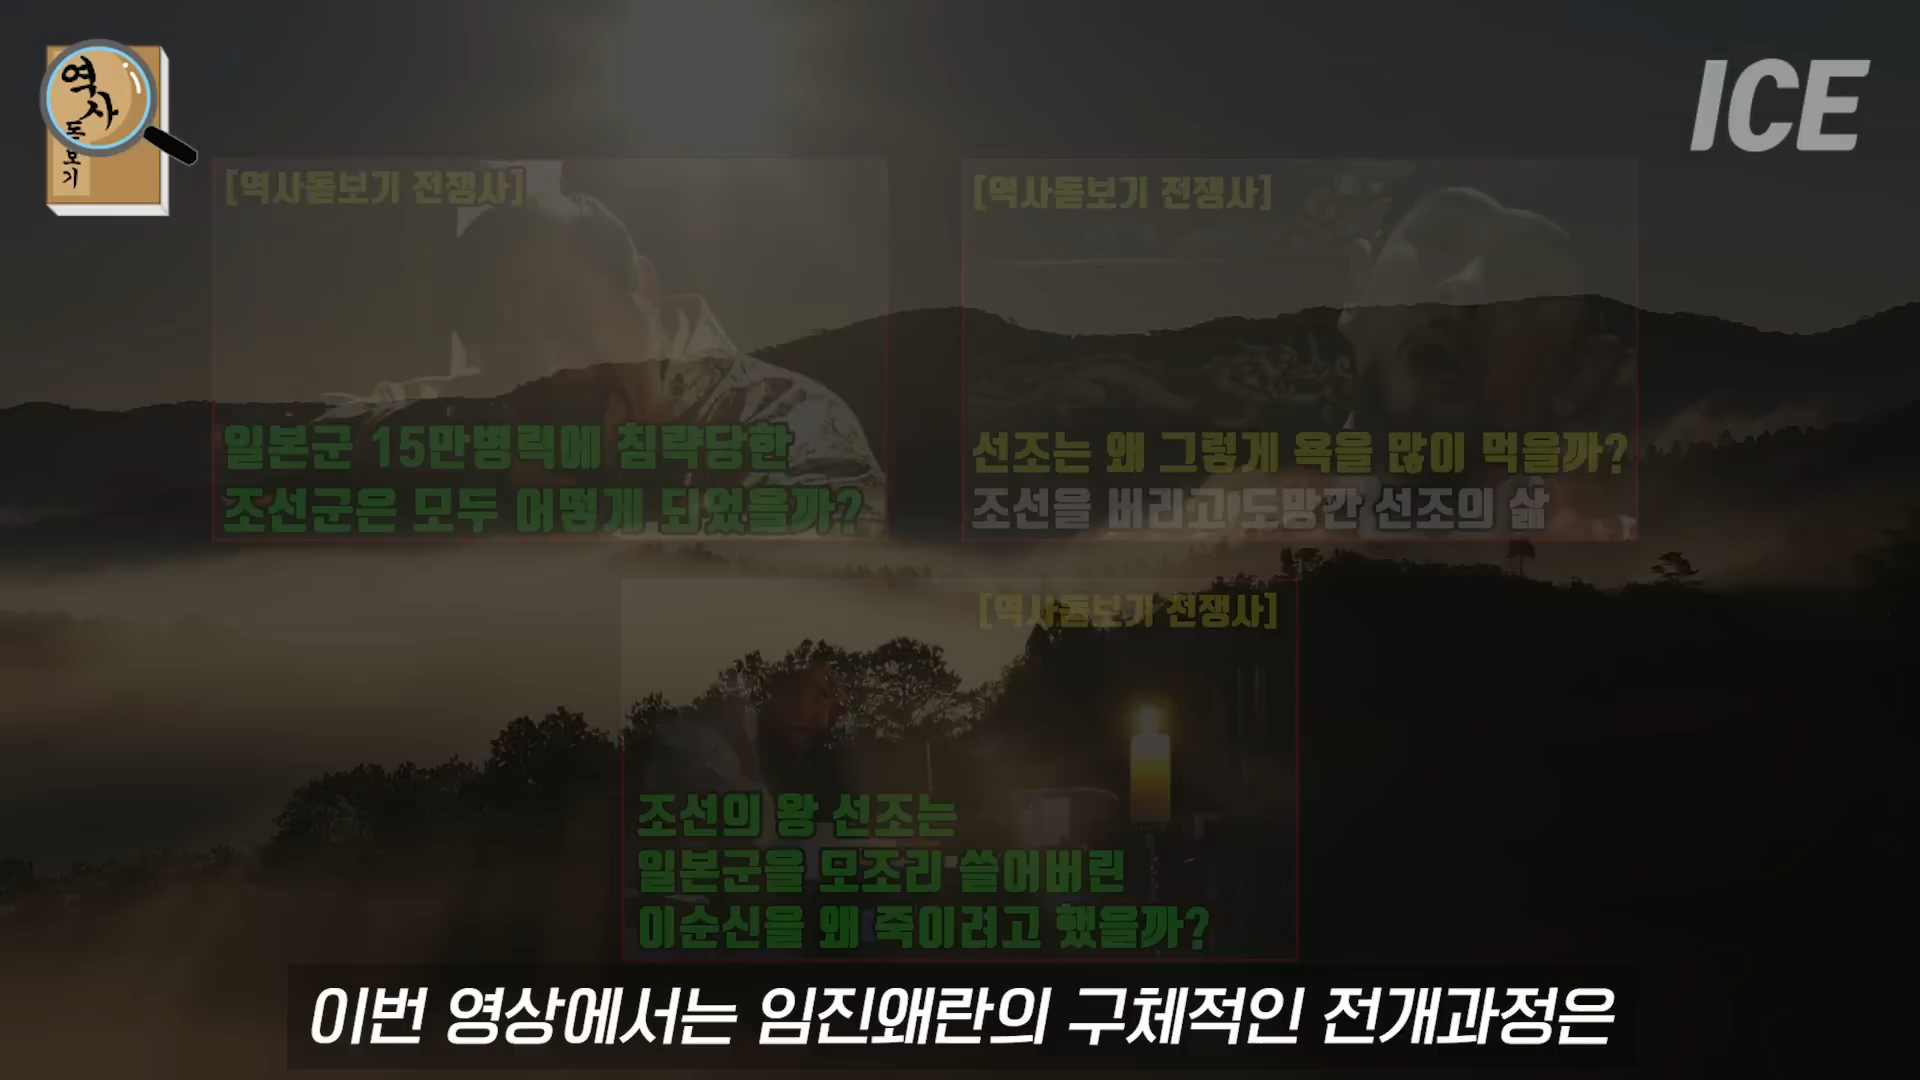 역사
돋
보
기
ICE
[역사돋보기 전쟁사]
일본군 15만병력에 침략당한
조선군은 모두 어떻게 되었을까?
[역사돋보기 전쟁사]
선조는 왜 그렇게 욕을 많이 먹을까?
조선을 버리고 도망간 선조의 삶
[역사돋보기 전쟁사]
조선의 왕 선조는
일본군을 모조리 쓸어버린
이순신을 왜 죽이려고 했을까?
이번 영상에서는 임진왜란의 구체적인 전개과정은